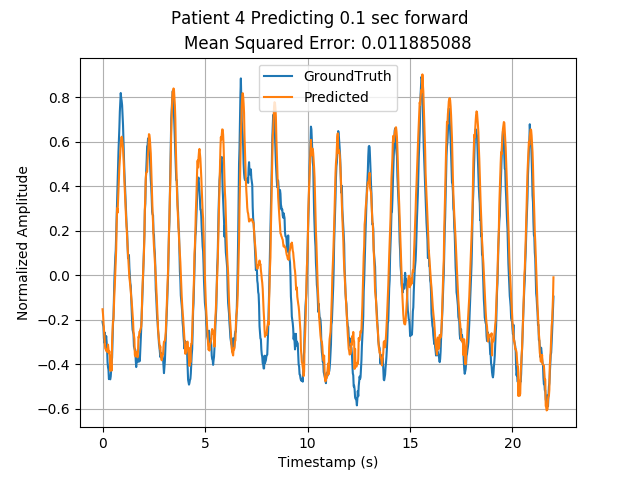 Patient 4 Predicting 0.1 sec forward
Mean Squared Error: 0.011885088
GroundTruth
Predicted
Normalized Amplitude
0.8
0.6
0.4
0.2
0.0
−0.2
−0.4
−0.6
0 5 10 15 20
Timestamp (s)